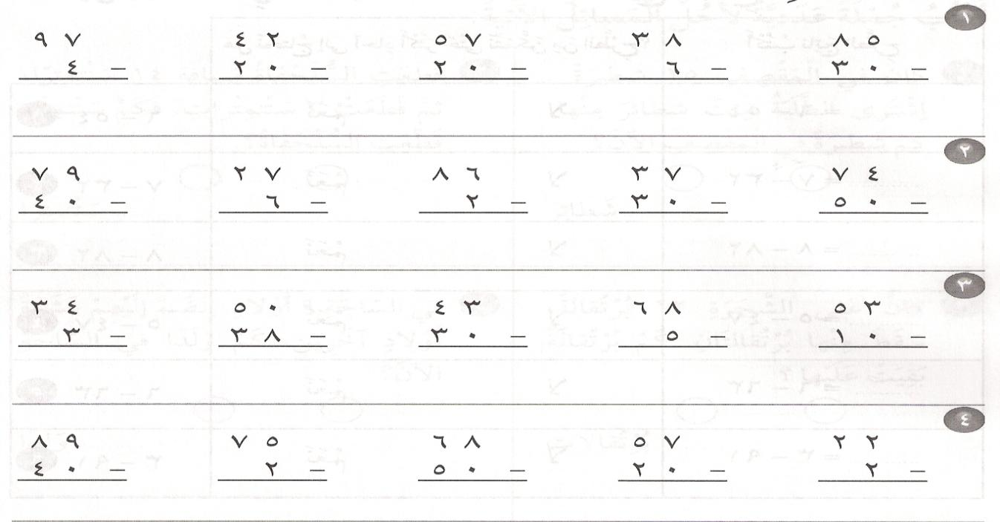 ١
٨٥ ٣٨ ٥٧ ٤٢ ٩٧
− ٣٠ − ٦ − ٢٠ − ٢٠ − ٤
٢
٧٤ ٣٧ ٨٦ ٢٧ ٧٩
− ٥٠ − ٣٠ − ٢ − ٦ − ٤٠
٣
٥٣ ٦٨ ٤٣ ٥٠ ٣٤
− ١٠ − ٥ − ٣٠ − ٣٨ − ٣
٤
٢٢ ٥٧ ٦٨ ٧٥ ٨٩
− ٢ − ٢٠ − ٥٠ − ٢ − ٤٠